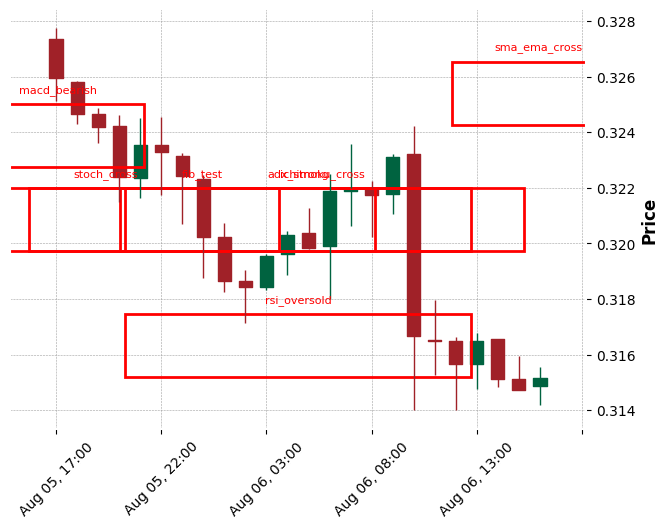 sma_ema_cross
macd_bearish
stoch_cross
bb_test
adx_strong
ichimoku_cross
rsi_oversold
0.328
0.326
0.324
0.322
0.320
0.318
0.316
0.314
Price
Aug 05, 17:00
Aug 05, 22:00
Aug 06, 03:00
Aug 06, 08:00
Aug 06, 13:00